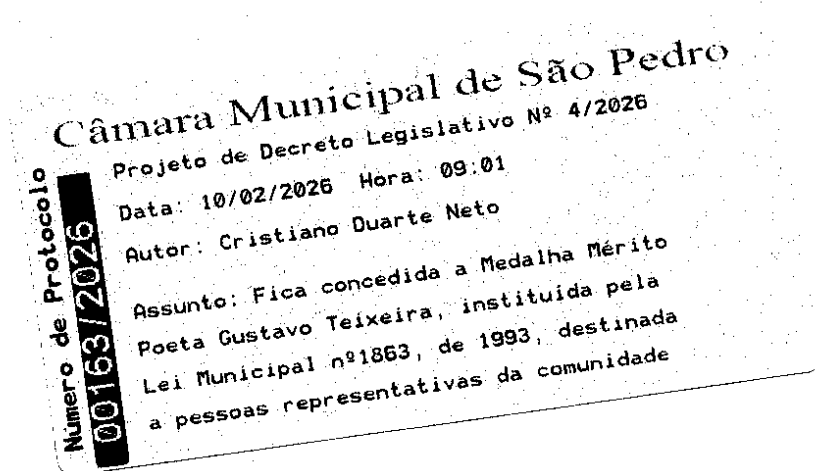 Câmara Municipal de São Pedro
Projeto de Decreto Legislativo Nº 4/2026
Data: 10/02/2026 Hora: 09:01
Autor: Cristiano Duarte Neto
Assunto: Fica concedida a Medalha Mérito
Poeta Gustavo Teixeira, instituída pela
Lei Municipal nº1863, de 1993, destinada
a pessoas representativas da comunidade
Número de Protocolo
00163/2026